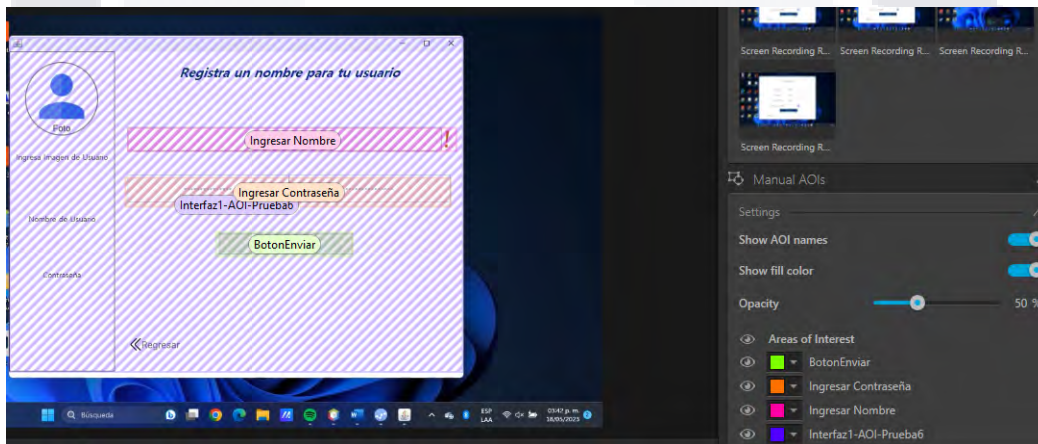 Registra un nombre para tu usuario
Foto
Ingresa Imagen de Usuario
Nombre de Usuario
Contraseña
Ingresar Nombre
!
Ingresar Contraseña
Interfaz1-AOI-Prueba6
BotonEnviar
Regresar
Búsqueda
ESP
LAA
03:42 p. m.
18/05/2023
Screen Recording R... Screen Recording R... Screen Recording R...
Screen Recording R...
Manual AOIs
Settings
Show AOI names
Show fill color
Opacity 50 %
Areas of Interest
BotonEnviar
Ingresar Contraseña
Ingresar Nombre
Interfaz1-AOI-Prueba6